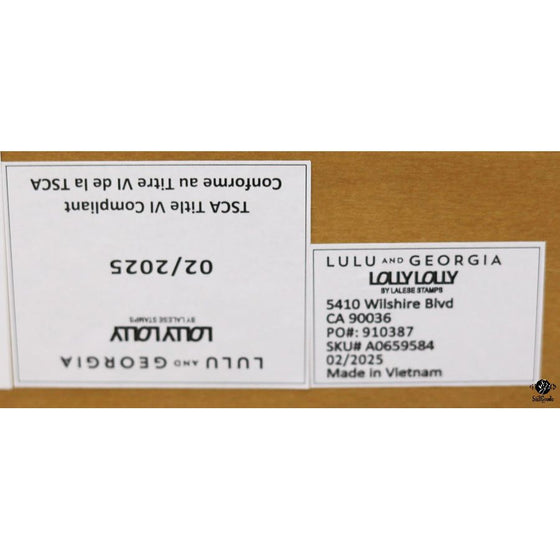 LULU AND GEORGIA
LOLLY LOLLY
BY LALESE STAMPS
02/2025
TSCA Title VI Compliant
Conforme au Titre VI de la TSCA
LULU AND GEORGIA
LOLLY LOLLY
BY LALESE STAMPS
5410 Wilshire Blvd
CA 90036
PO#: 910387
SKU# A0659584
02/2025
Made in Vietnam